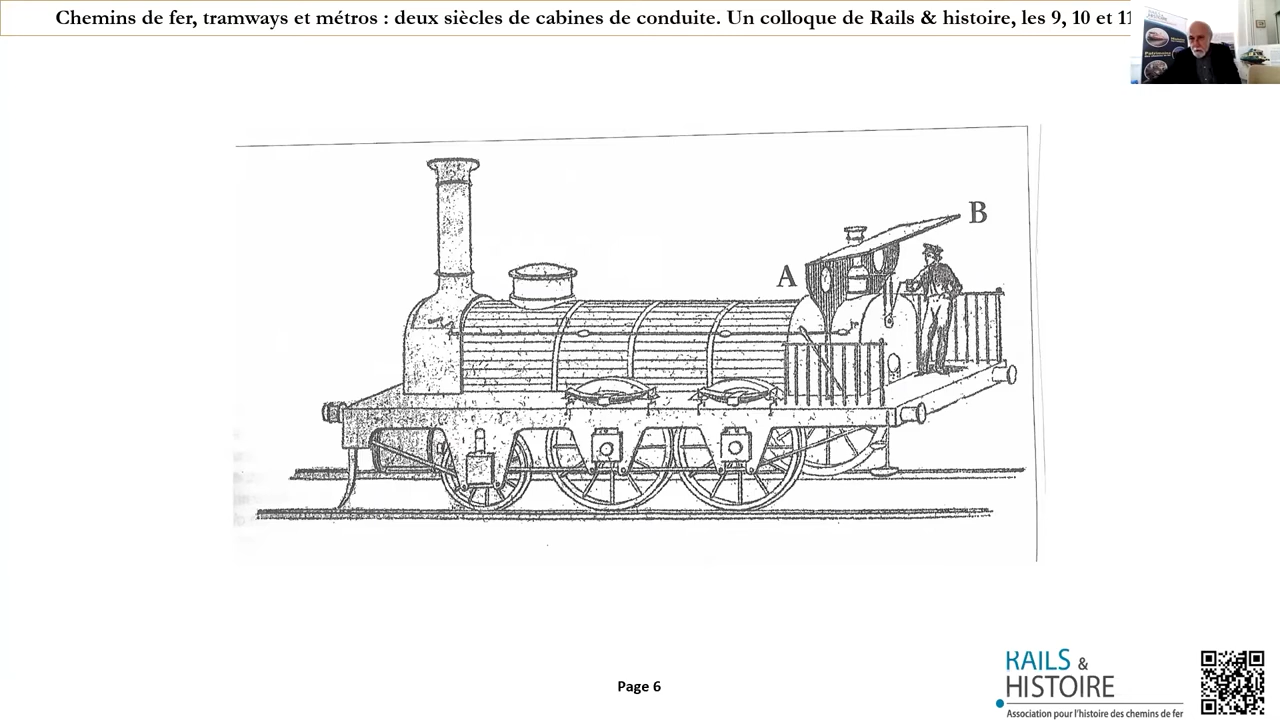 Chemins de fer, tramways et métros : deux siècles de cabines de conduite. Un colloque de Rails & histoire, les 9, 10 et 11
B
A
Page 6
RAILS &
HISTOIRE
Association pour l'histoire des chemins de fer